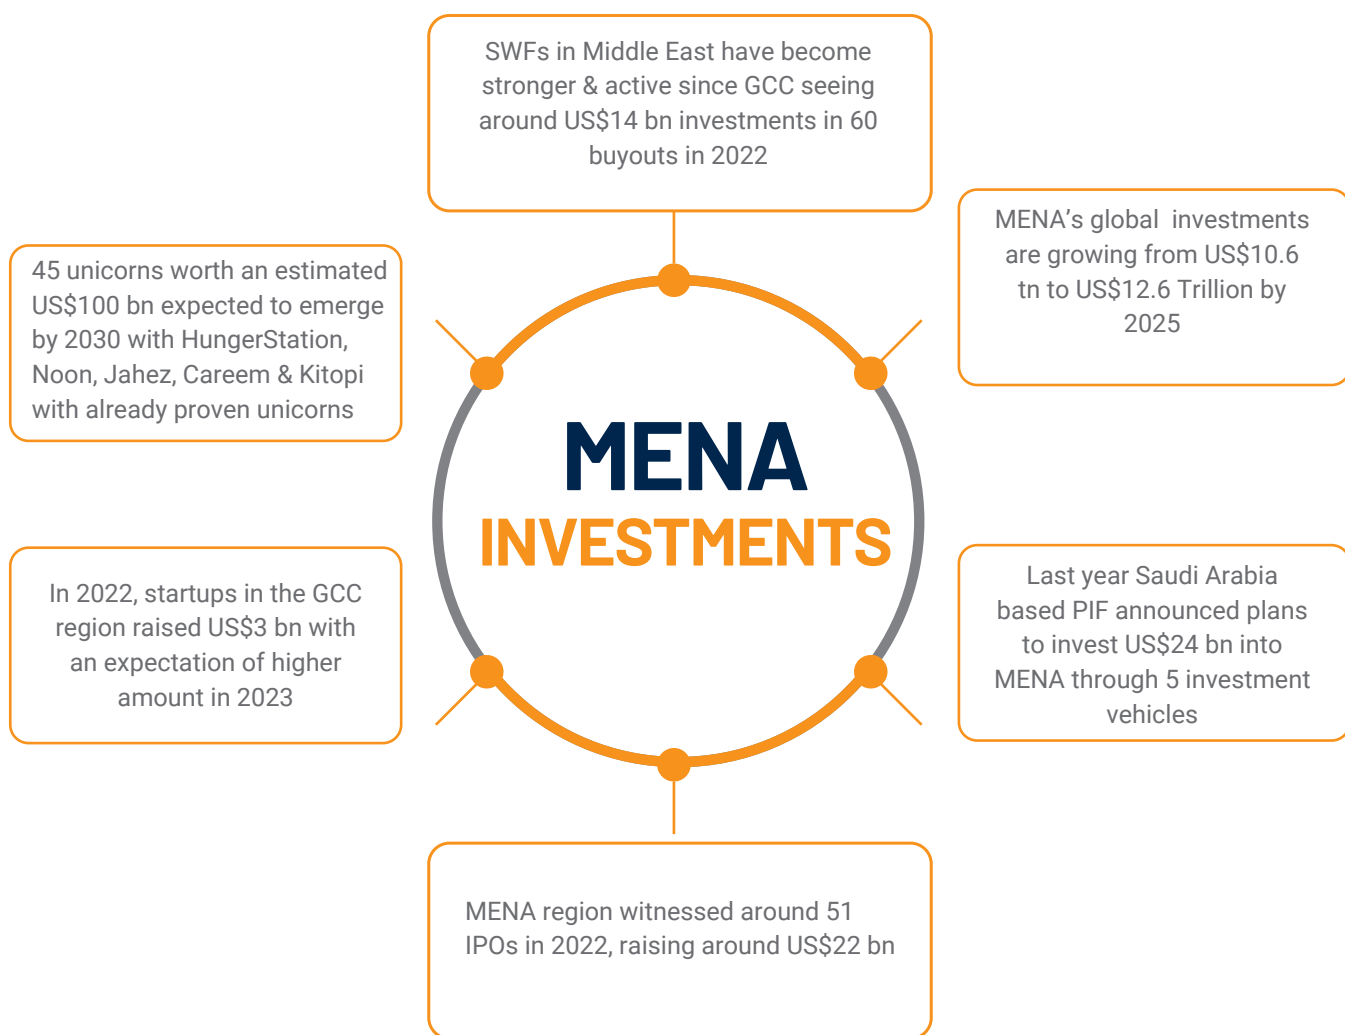 SWFs in Middle East have become
stronger & active since GCC seeing
around US$14 bn investments in 60
buyouts in 2022
MENA’s global investments
are growing from US$10.6
tn to US$12.6 Trillion by
2025
45 unicorns worth an estimated
US$100 bn expected to emerge
by 2030 with HungerStation,
Noon, Jahez, Careem & Kitopi
with already proven unicorns
MENA
INVESTMENTS
In 2022, startups in the GCC
region raised US$3 bn with
an expectation of higher
amount in 2023
Last year Saudi Arabia
based PIF announced plans
to invest US$24 bn into
MENA through 5 investment
vehicles
MENA region witnessed around 51
IPOs in 2022, raising around US$22 bn